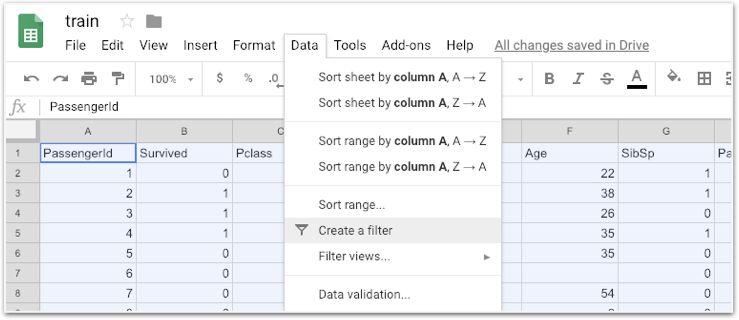 train
File Edit View Insert Format Data Tools Add-ons Help All changes saved in Drive
100% $ % .0 B I S A
fx PassengerId
A B C F G
1 PassengerId Survived Pclass Age SibSp Pa
2 1 0 22 1
3 2 1 38 1
4 3 1 26 0
5 4 1 35 1
6 5 0 35 0
7 6 0 0
8 7 0 54 0
Sort sheet by column A, A → Z
Sort sheet by column A, Z → A
Sort range by column A, A → Z
Sort range by column A, Z → A
Sort range...
Create a filter
Filter views...
Data validation...